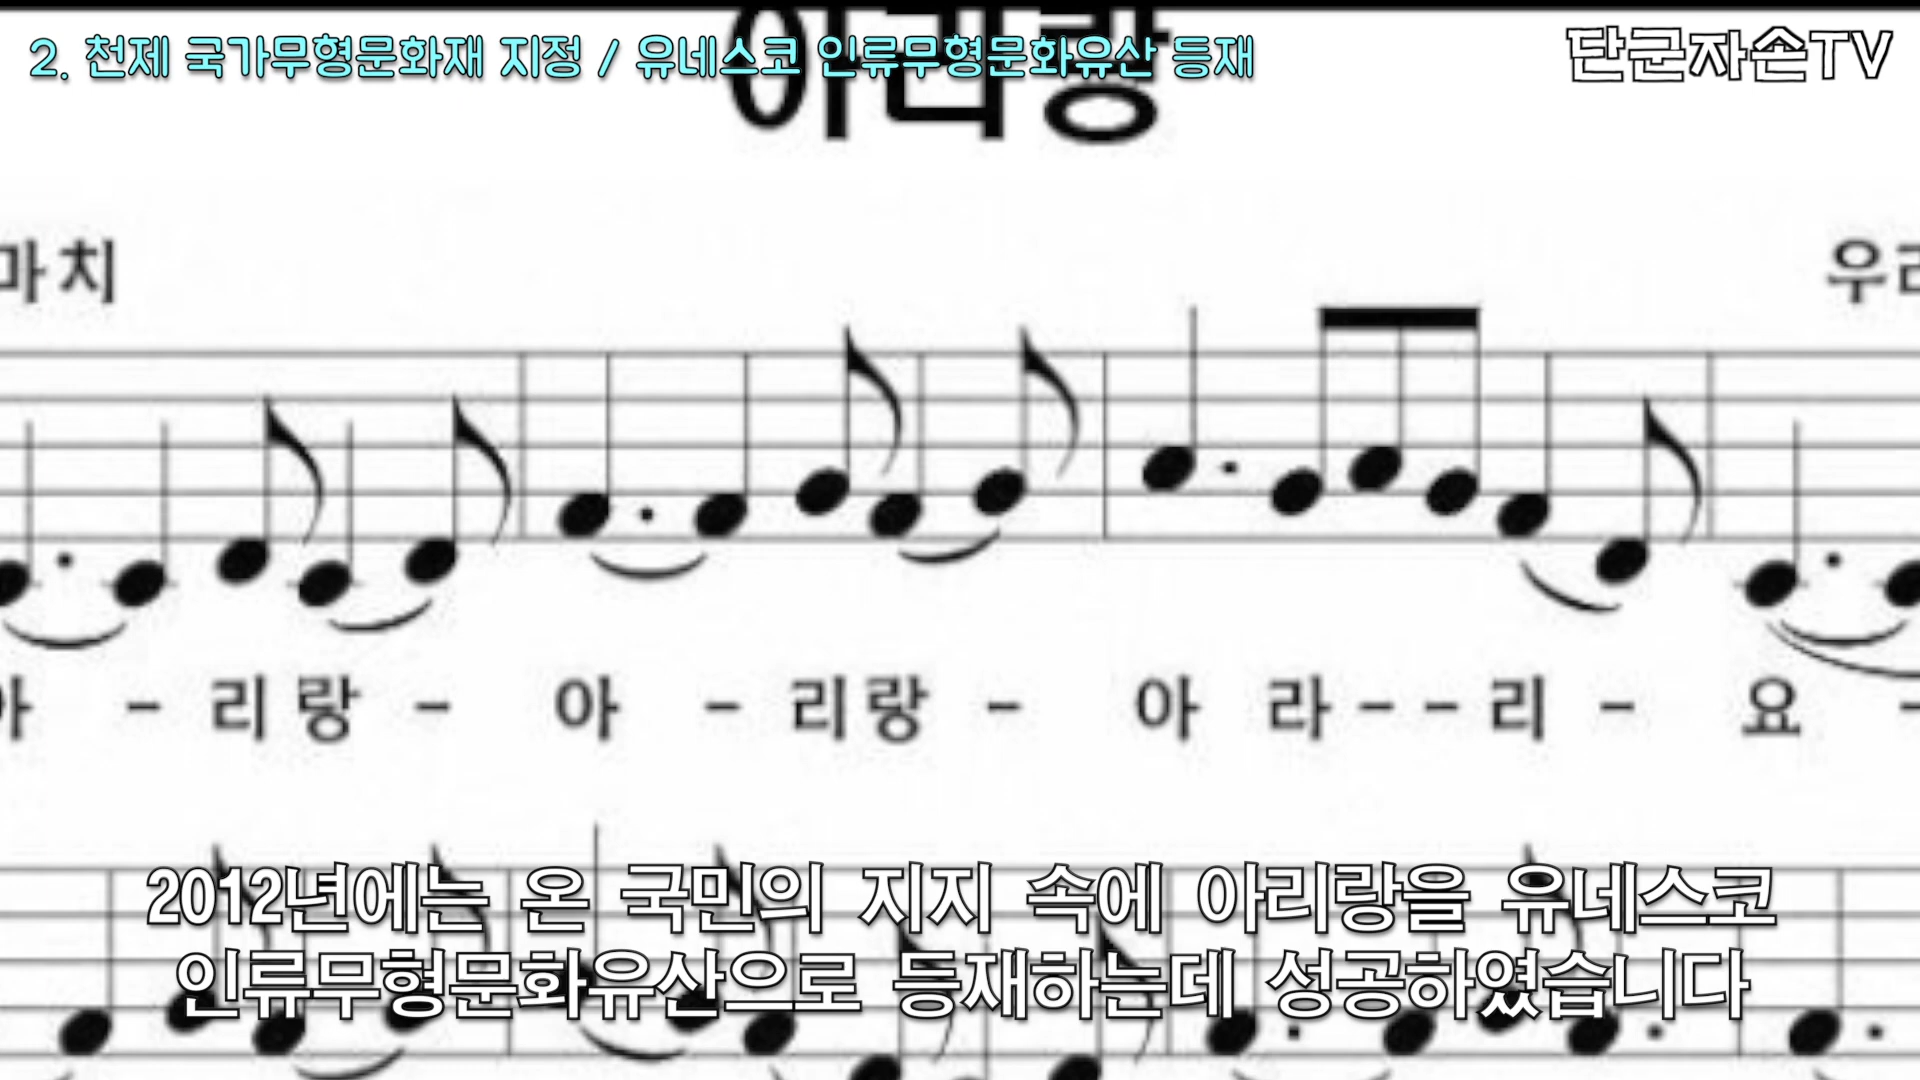 2. 천제 국가무형문화재 지정 / 유네스코 인류무형문화유산 등재
단군자손TV
아리랑
마치
우리
아 - 리 랑 - 아 - 리 랑 - 아 라 - - 리 - 요 -
2012년에는 온 국민의 지지 속에 아리랑을 유네스코
인류무형문화유산으로 등재하는데 성공하였습니다